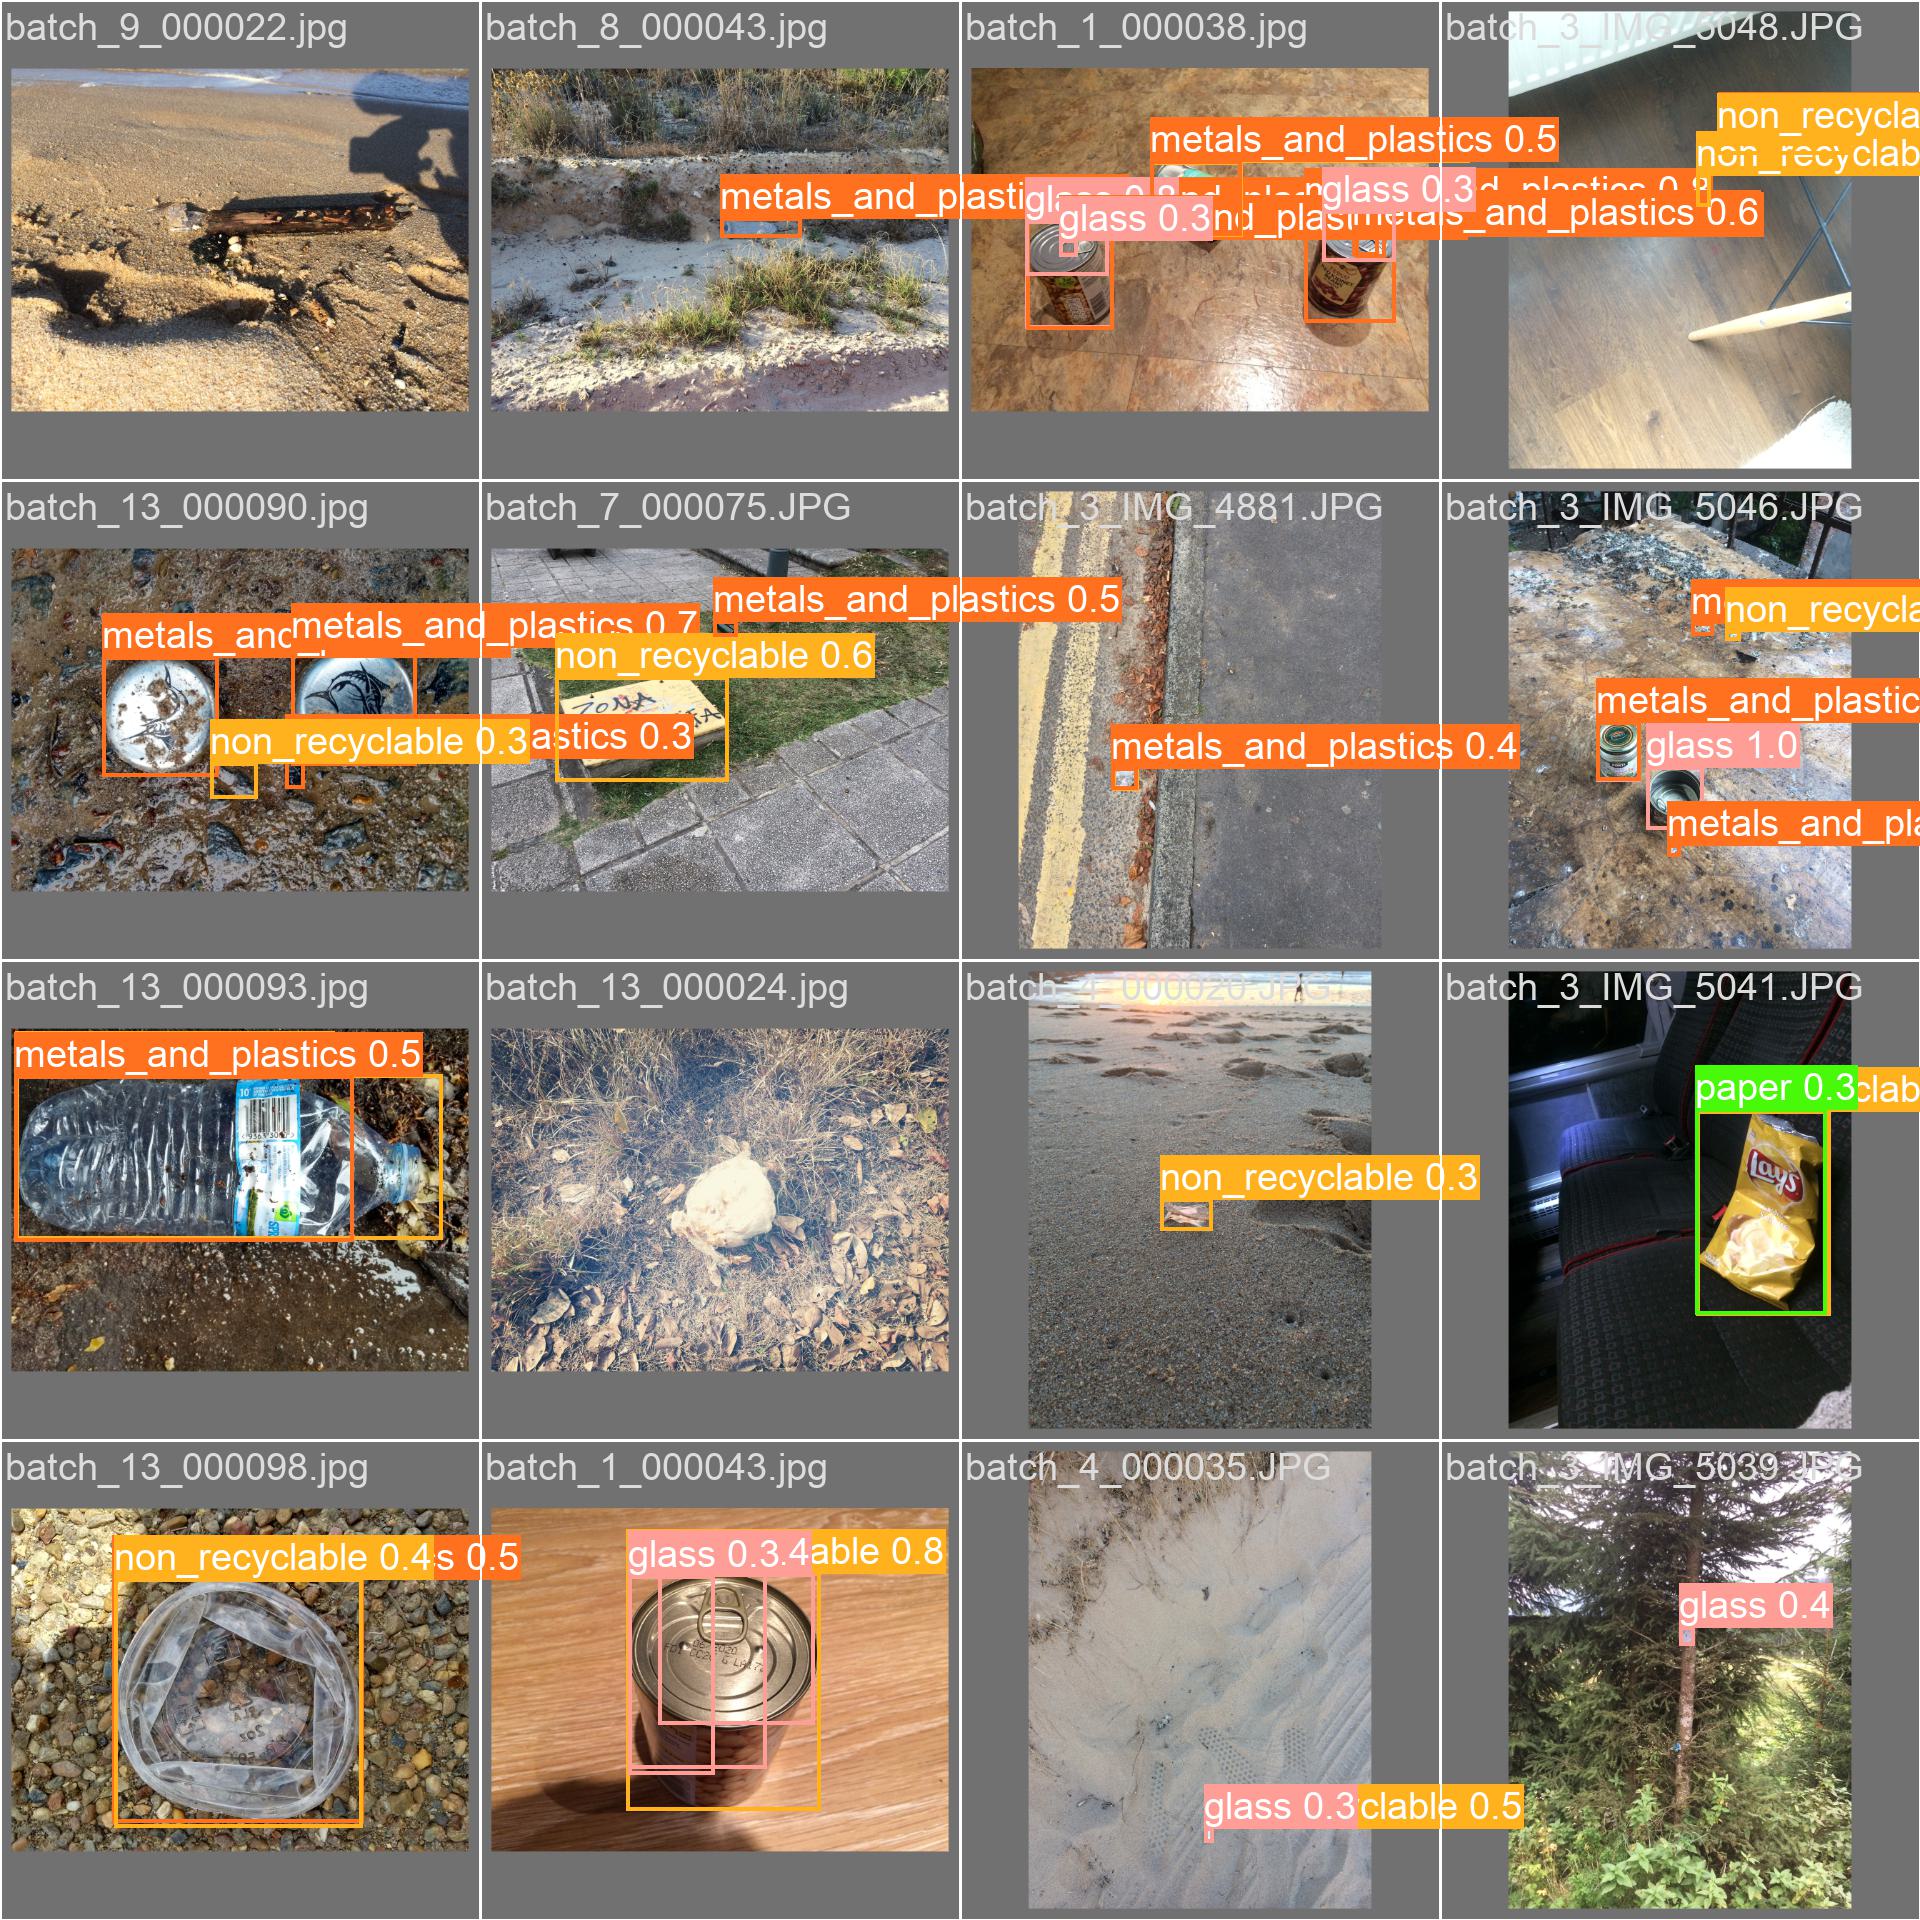 batch_9_000022.jpg
batch_8_000043.jpg
batch_1_000038.jpg
batch_3_IMG_5048.JPG
non_recycla
metals_and_plastics 0.5
non_recyclab
metals_and_plasti
glass 0.3
glass 0.3
metals_and_plastics 0.6
batch_13_000090.jpg
batch_7_000075.JPG
batch_3_IMG_4881.JPG
batch_3_IMG_5046.JPG
metals_and_plastics 0.5
non_recycla
metals_and_plastics 0.7
metals_anc
non_recyclable 0.6
metals_and_plastic
ZONA
non_recyclable 0.3
astics 0.3
metals_and_plastics 0.4
glass 1.0
metals_and_pla
batch_13_000093.jpg
batch_13_000024.jpg
batch_4_000020.JPG
batch_3_IMG_5041.JPG
metals_and_plastics 0.5
paper 0.3
clab
non_recyclable 0.3
Lay's
batch_13_000098.jpg
batch_1_000043.jpg
batch_4_000035.JPG
batch_3_IMG_5039.JPG
non_recyclable 0.4
s 0.5
glass 0.3
.4
able 0.8
glass 0.4
glass 0.3
clable 0.5